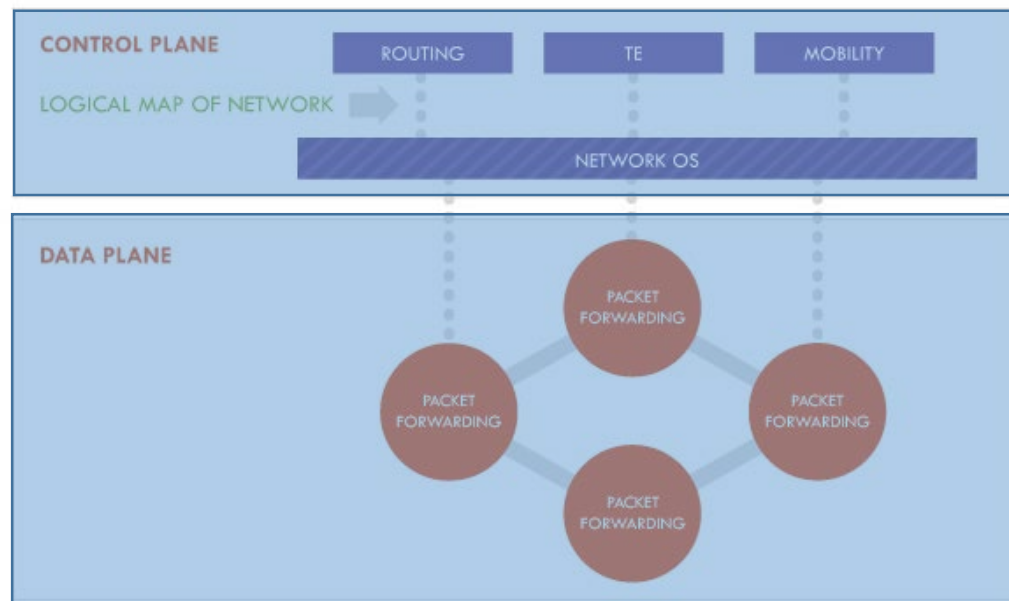 CONTROL PLANE
ROUTING
TE
MOBILITY
LOGICAL MAP OF NETWORK
NETWORK OS
DATA PLANE
PACKET
FORWARDING
PACKET
FORWARDING
PACKET
FORWARDING
PACKET
FORWARDING